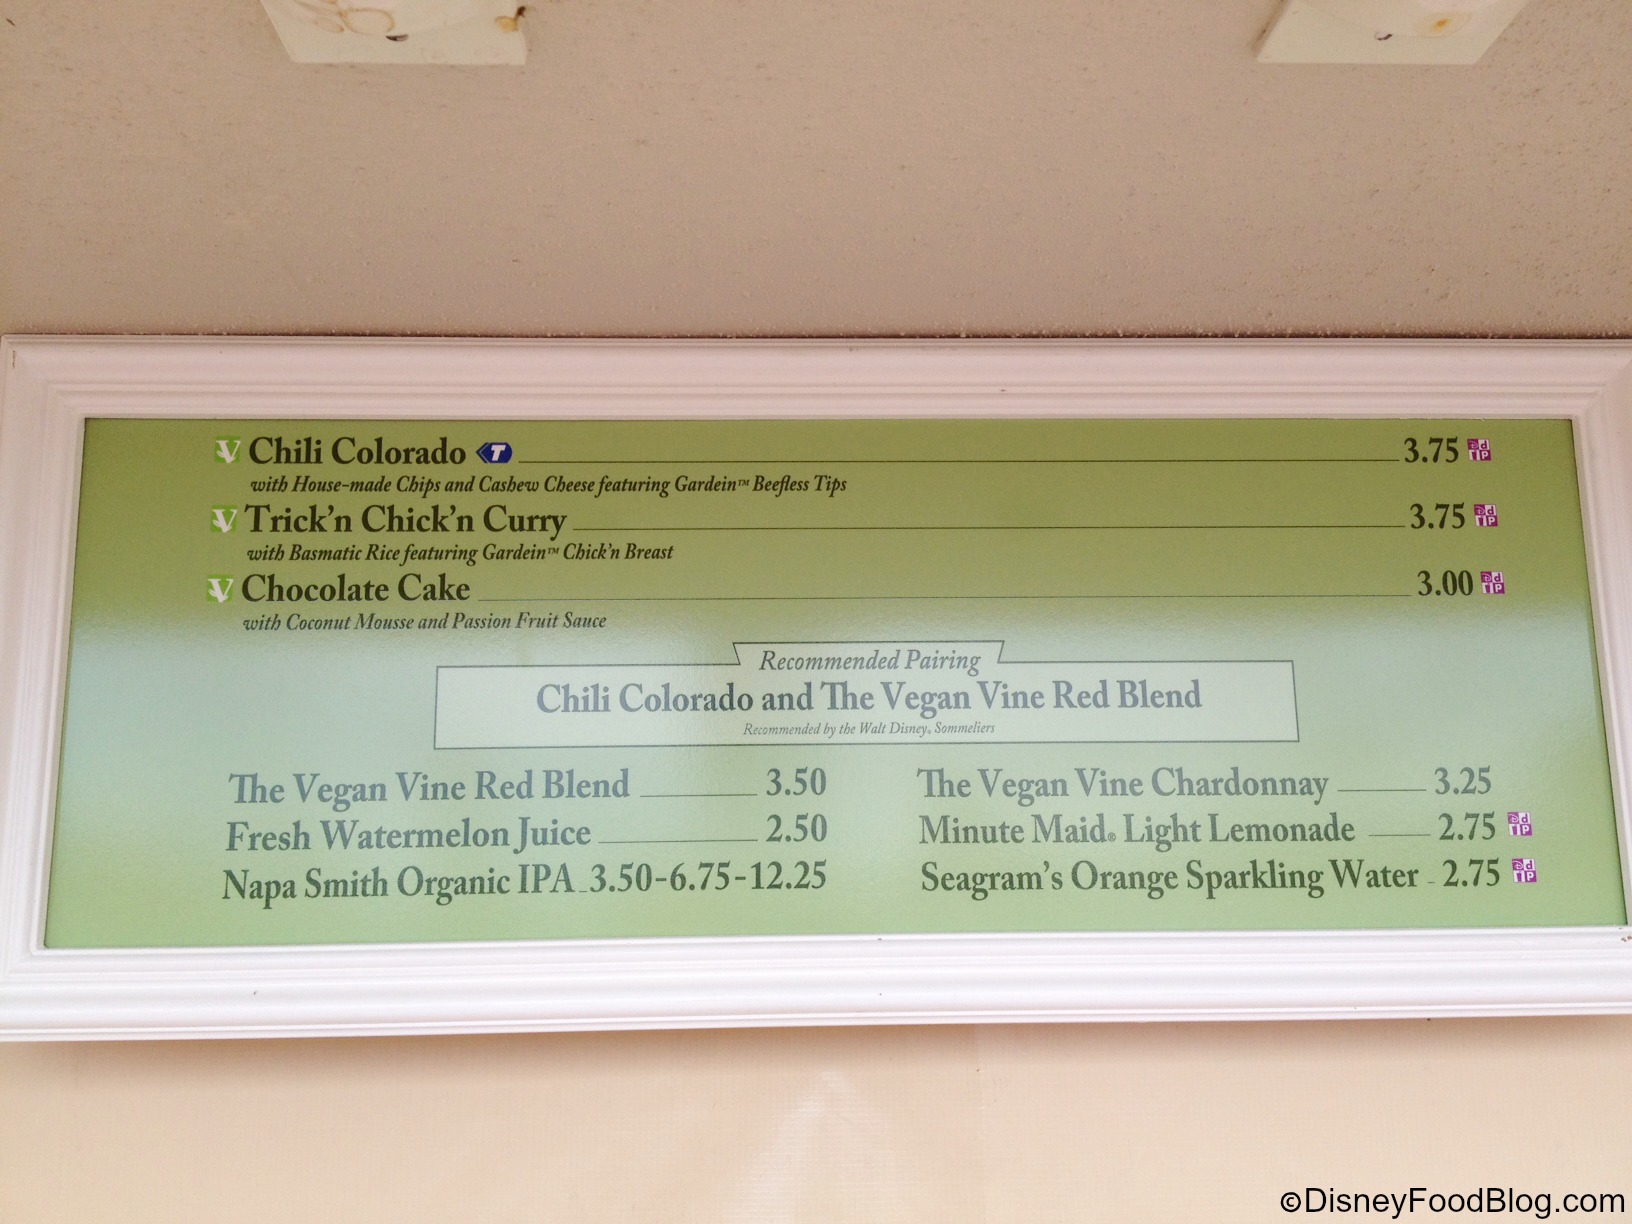 V Chili Colorado T 3.75 DdP
with House-made Chips and Cashew Cheese featuring Gardein™ Beefless Tips
V Trick'n Chick'n Curry 3.75
with Basmatic Rice featuring Gardein™ Chick'n Breast
V Chocolate Cake 3.00
with Coconut Mousse and Passion Fruit Sauce
Recommended Pairing
Chili Colorado and The Vegan Vine Red Blend
Recommended by the Walt Disney® Sommeliers
The Vegan Vine Red Blend 3.50
Fresh Watermelon Juice 2.50
Napa Smith Organic IPA 3.50-6.75-12.25
The Vegan Vine Chardonnay 3.25
Minute Maid® Light Lemonade 2.75
Seagram's Orange Sparkling Water 2.75
©DisneyFoodBlog.com